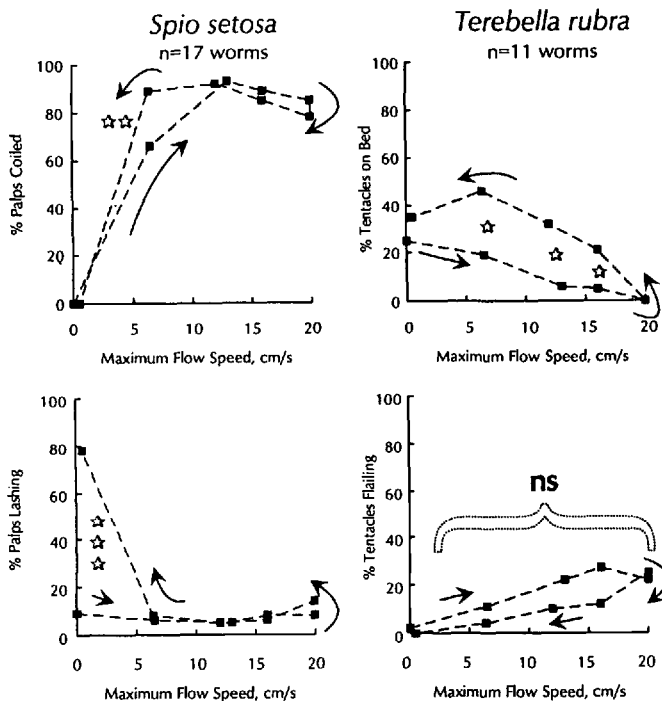 Spio setosa
n=17 worms
% Palps Coiled
100
80
60
40
20
0
0 5 10 15 20
Maximum Flow Speed, cm/s
Terebella rubra
n=11 worms
% Tentacles on Bed
100
80
60
40
20
0
0 5 10 15 20
Maximum Flow Speed, cm/s
% Palps Lashing
100
80
60
40
20
0
0 5 10 15 20
Maximum Flow Speed, cm/s
% Tentacles Flailing
100
80
60
40
20
0
ns
0 5 10 15 20
Maximum Flow Speed, cm/s